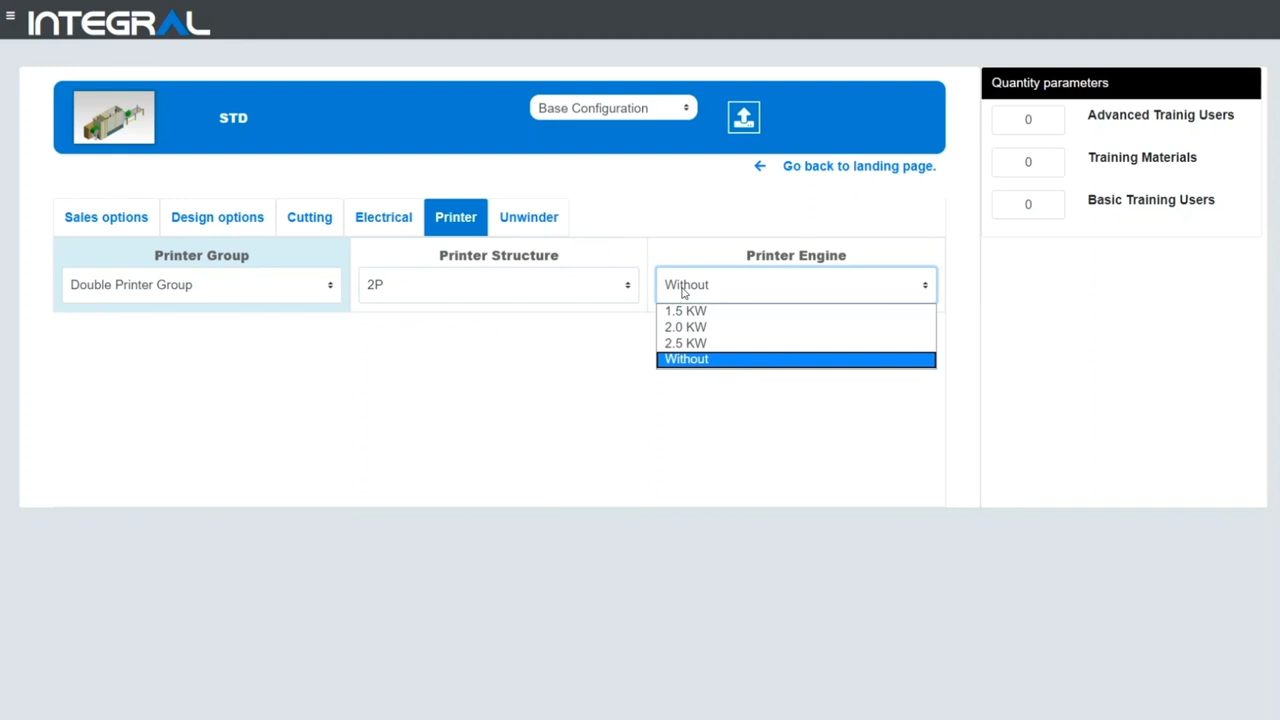 INTEGRAL
STD
Base Configuration
Go back to landing page.
Sales options
Design options
Cutting
Electrical
Printer
Unwinder
Printer Group
Double Printer Group
Printer Structure
2P
Printer Engine
Without
1.5 KW
2.0 KW
2.5 KW
Without
Quantity parameters
0 Advanced Trainig Users
0 Training Materials
0 Basic Training Users